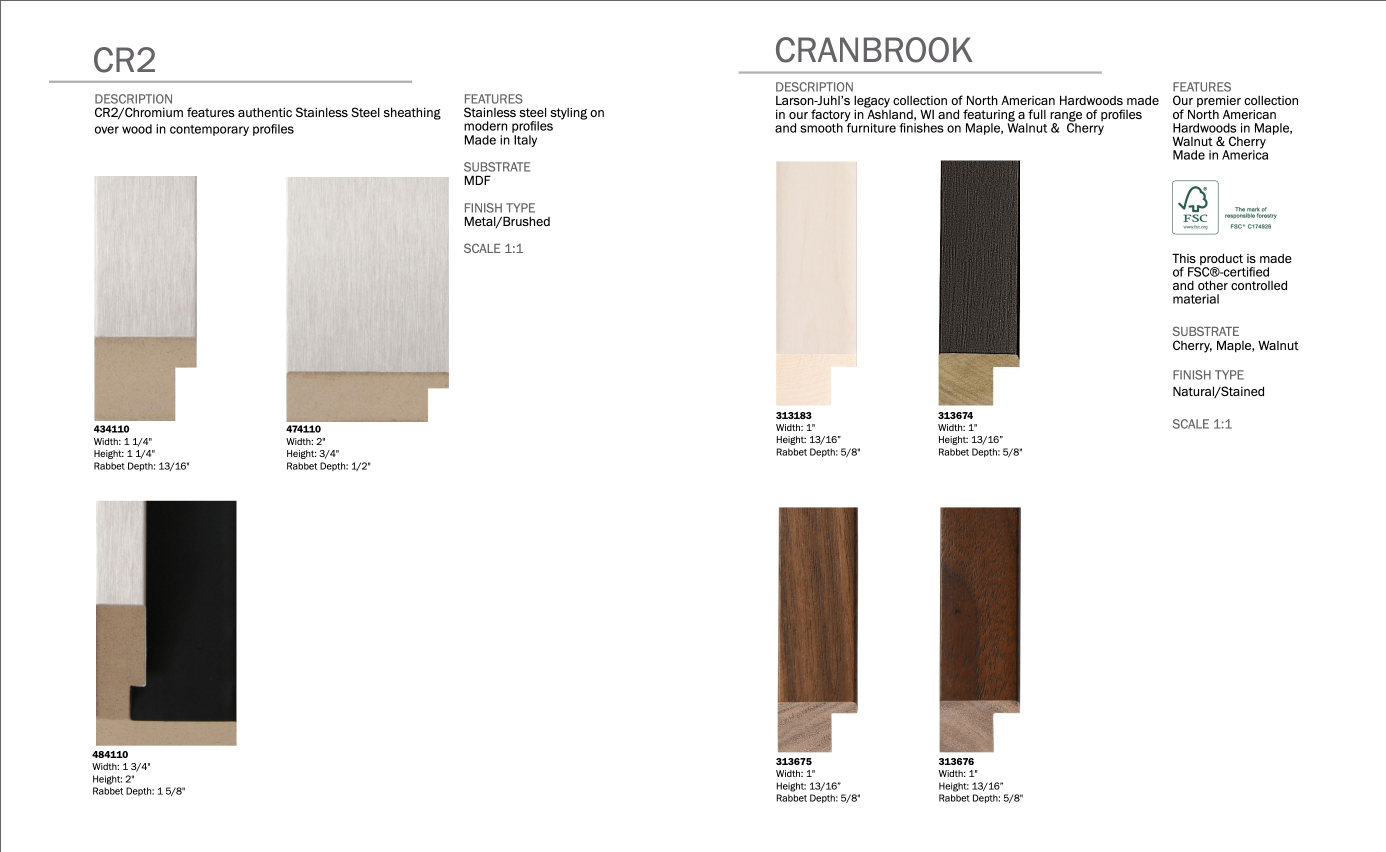 CR2
DESCRIPTION
CR2/Chromium features authentic Stainless Steel sheathing
over wood in contemporary profiles
FEATURES
Stainless steel styling on
modern profiles
Made in Italy
SUBSTRATE
MDF
FINISH TYPE
Metal/Brushed
SCALE 1:1
434110
Width: 1 1/4"
Height: 1 1/4"
Rabbet Depth: 13/16"
474110
Width: 2"
Height: 3/4"
Rabbet Depth: 1/2"
484110
Width: 1 3/4"
Height: 2"
Rabbet Depth: 1 5/8"
CRANBROOK
DESCRIPTION
Larson-Juhl's legacy collection of North American Hardwoods made
in our factory in Ashland, WI and featuring a full range of profiles
and smooth furniture finishes on Maple, Walnut & Cherry
FEATURES
Our premier collection
of North American
Hardwoods in Maple,
Walnut & Cherry
Made in America
FSC
www.fsc.org
The mark of
responsible forestry
FSC® C174926
This product is made
of FSC®-certified
and other controlled
material
SUBSTRATE
Cherry, Maple, Walnut
FINISH TYPE
Natural/Stained
SCALE 1:1
313183
Width: 1"
Height: 13/16"
Rabbet Depth: 5/8"
313674
Width: 1"
Height: 13/16"
Rabbet Depth: 5/8"
313675
Width: 1"
Height: 13/16"
Rabbet Depth: 5/8"
313676
Width: 1"
Height: 13/16"
Rabbet Depth: 5/8"